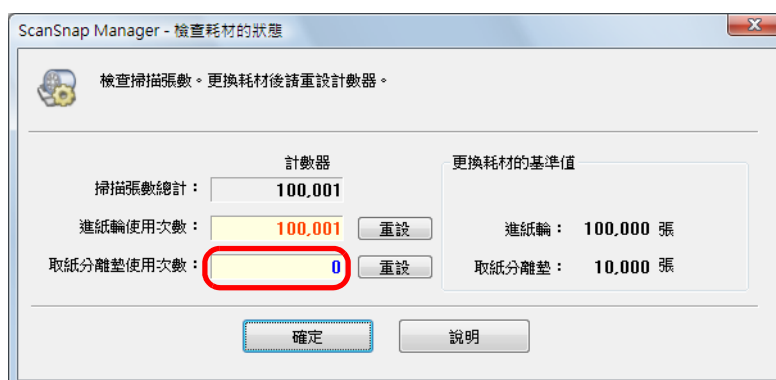 ScanSnap Manager - 檢查耗材的狀態
檢查掃描張數。更換耗材後請重設計數器。
計數器
掃描張數總計： 100,001
進紙輪使用次數： 100,001 重設
取紙分離墊使用次數： 0 重設
更換耗材的基準值
進紙輪： 100,000 張
取紙分離墊： 10,000 張
確定 說明